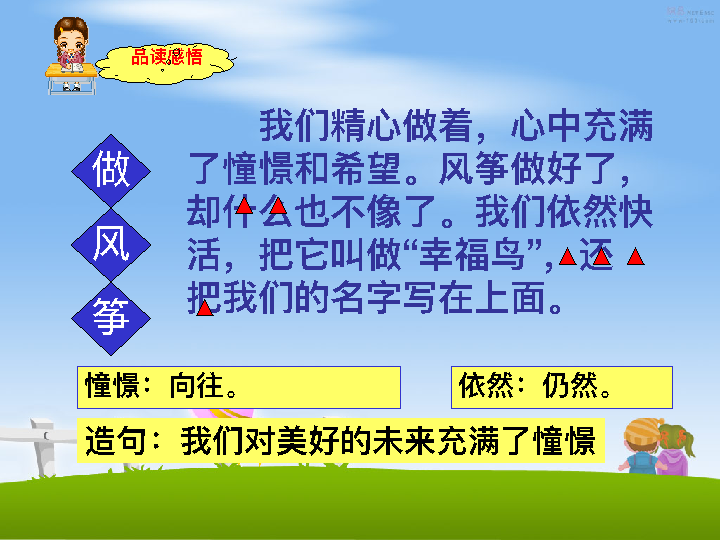 品读感悟
做
风
筝
我们精心做着，心中充满
了憧憬和希望。风筝做好了，
却什么也不像了。我们依然快
活，把它叫做“幸福鸟”，还
把我们的名字写在上面。
憧憬：向往。
依然：仍然。
造句：我们对美好的未来充满了憧憬